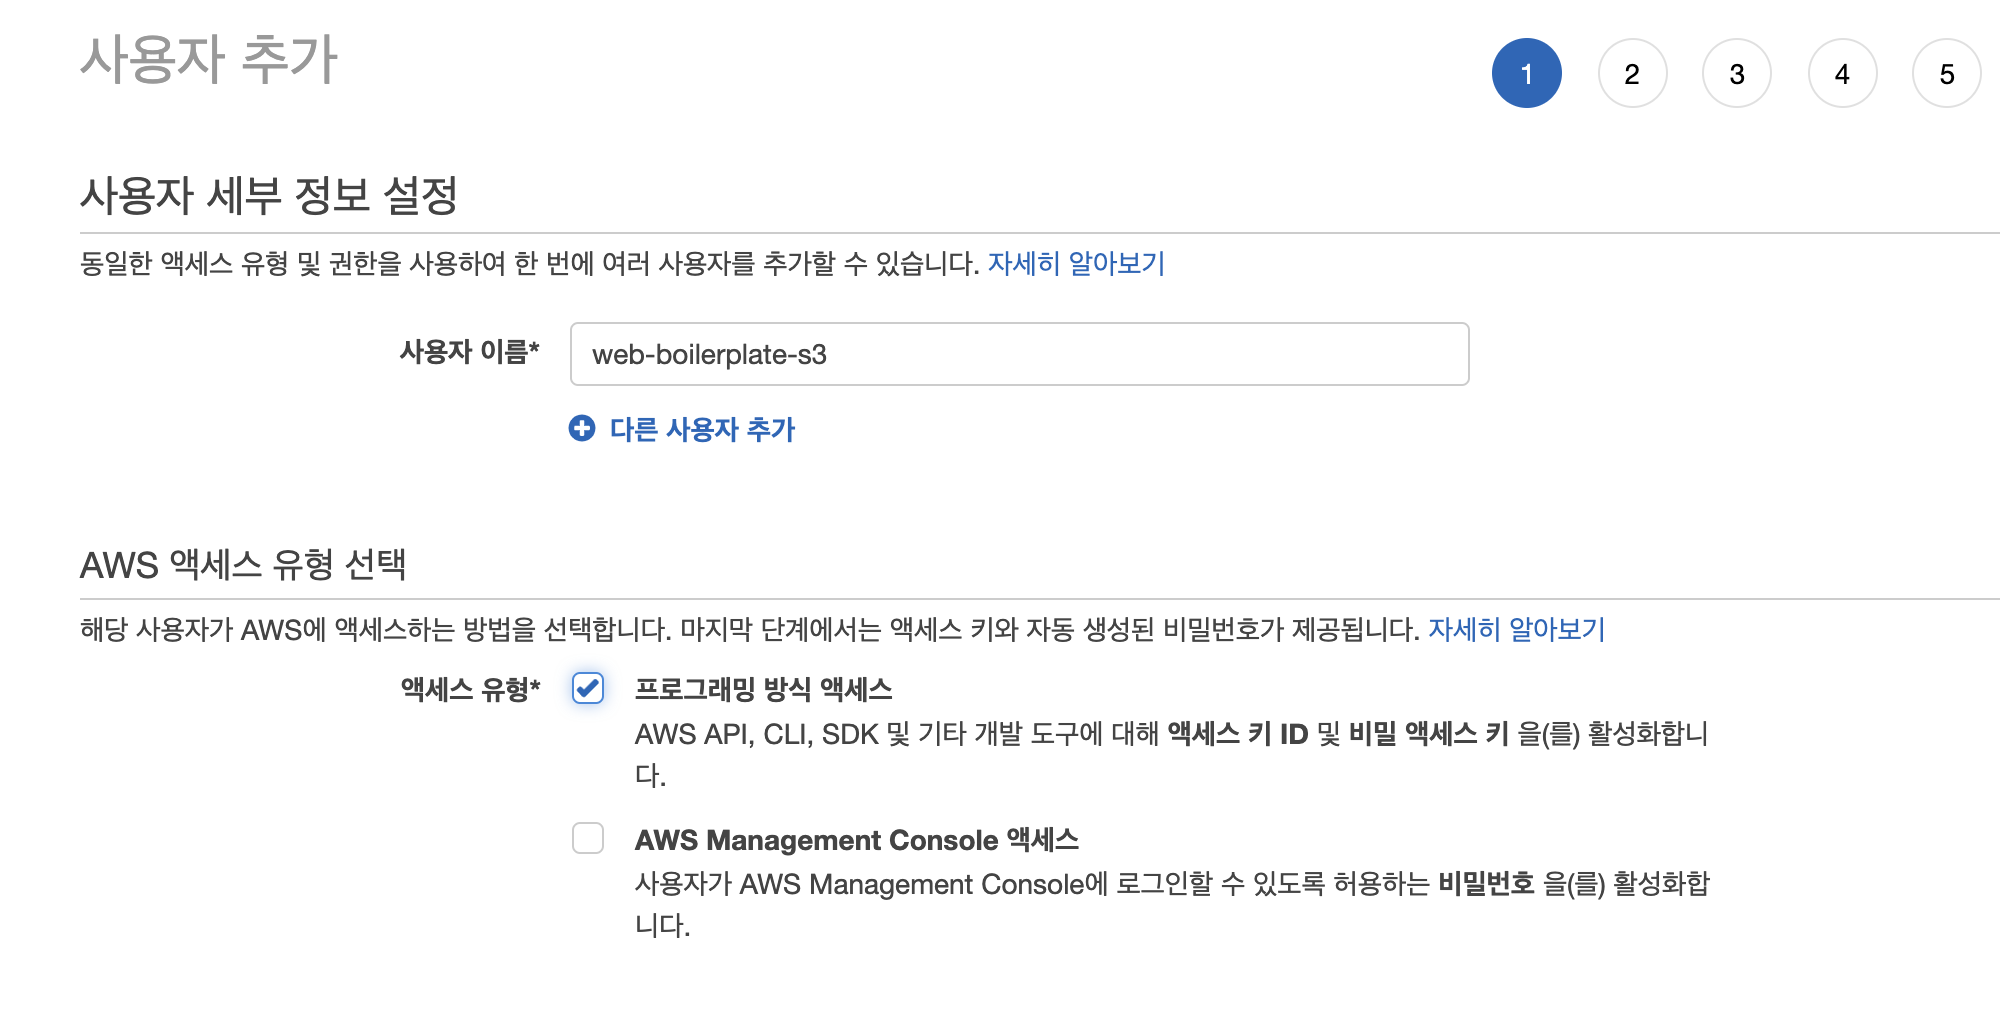 사용자 추가
1 2 3 4 5
사용자 세부 정보 설정
동일한 액세스 유형 및 권한을 사용하여 한 번에 여러 사용자를 추가할 수 있습니다. 자세히 알아보기
사용자 이름* web-boilerplate-s3
다른 사용자 추가
AWS 액세스 유형 선택
해당 사용자가 AWS에 액세스하는 방법을 선택합니다. 마지막 단계에서는 액세스 키와 자동 생성된 비밀번호가 제공됩니다. 자세히 알아보기
액세스 유형* 프로그래밍 방식 액세스
AWS API, CLI, SDK 및 기타 개발 도구에 대해 액세스 키 ID 및 비밀 액세스 키 을(를) 활성화합니
다.
AWS Management Console 액세스
사용자가 AWS Management Console에 로그인할 수 있도록 허용하는 비밀번호 을(를) 활성화합
니다.